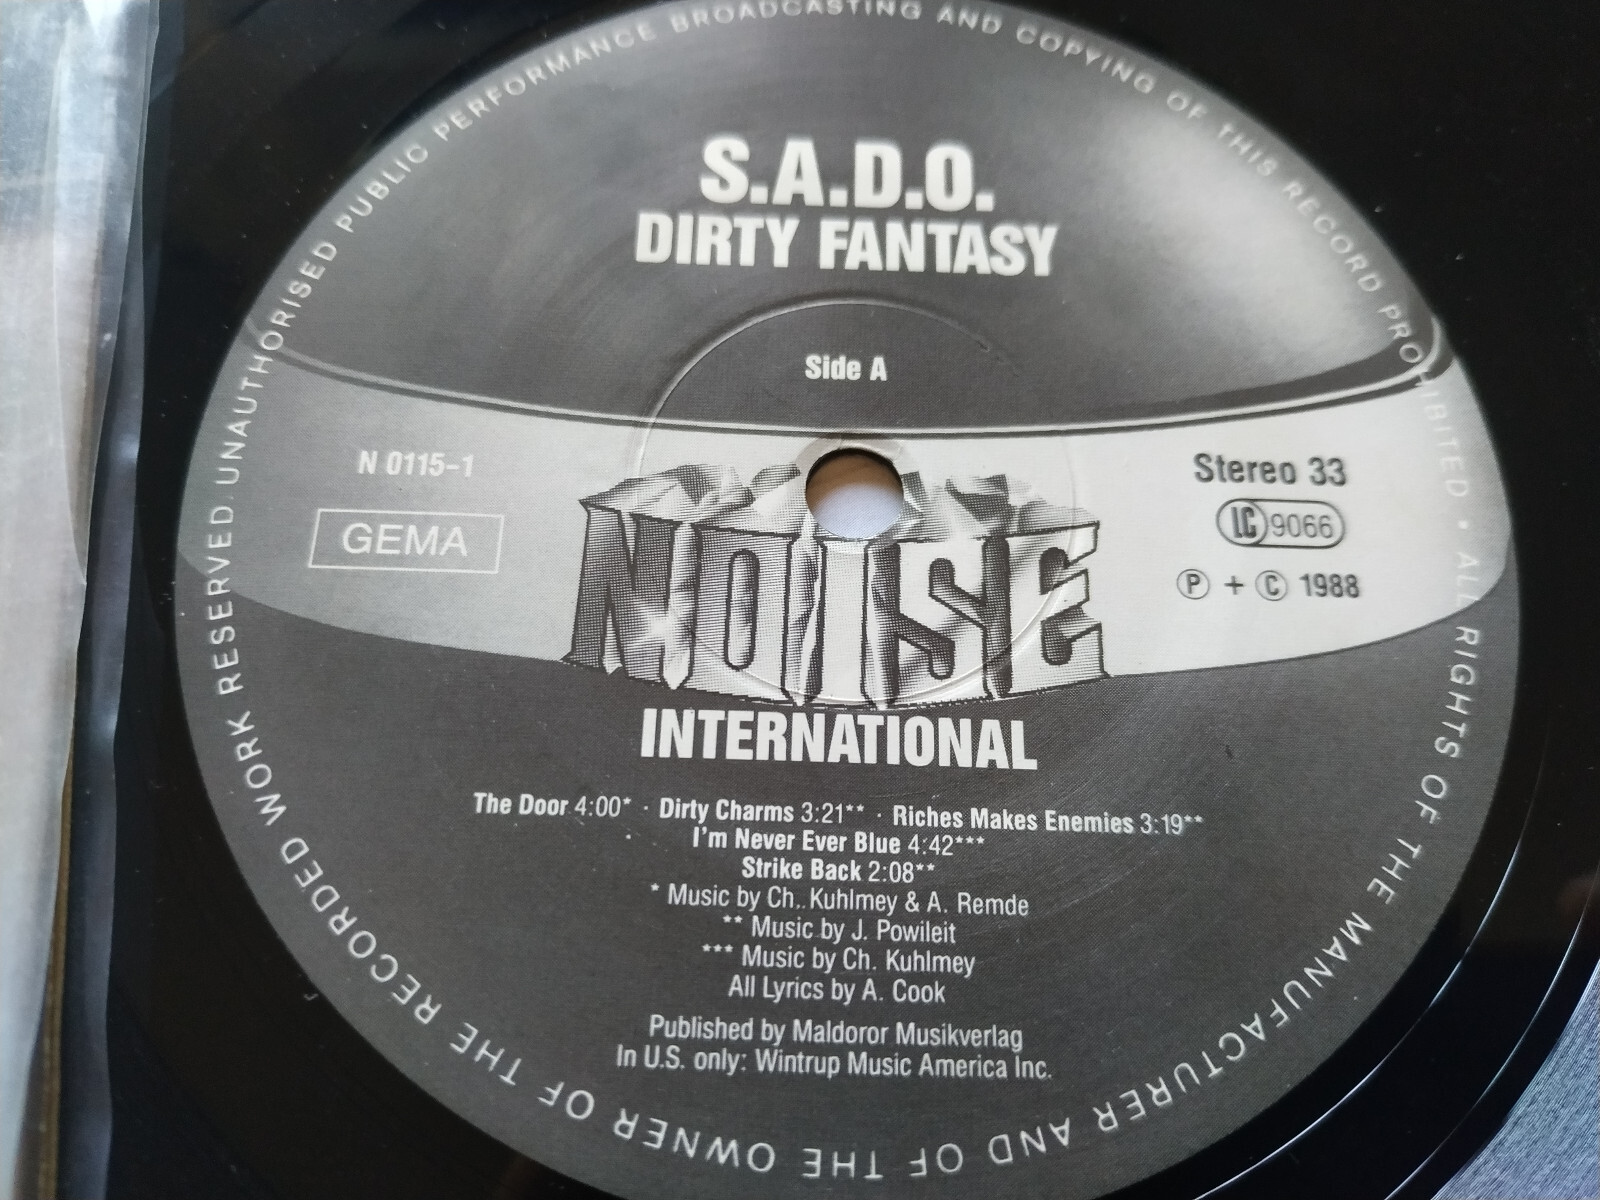 S.A.D.O.
DIRTY FANTASY
Side A
N 0115-1
GEMA
Stereo 33
LC 9066
Ⓟ + Ⓒ 1988
NOISE
INTERNATIONAL
The Door 4:00* · Dirty Charms 3:21** · Riches Makes Enemies 3:19**
I'm Never Ever Blue 4:42***
Strike Back 2:08**
* Music by Ch.. Kuhlmey & A. Remde
** Music by J. Powileit
*** Music by Ch. Kuhlmey
All Lyrics by A. Cook
Published by Maldoror Musikverlag
In U.S. only: Wintrup Music America Inc.
ALL RIGHTS OF THE MANUFACTURER AND OF THE OWNER OF THE RECORDED WORK RESERVED. UNAUTHORISED PUBLIC PERFORMANCE BROADCASTING AND COPYING OF THIS RECORD PROHIBITED •